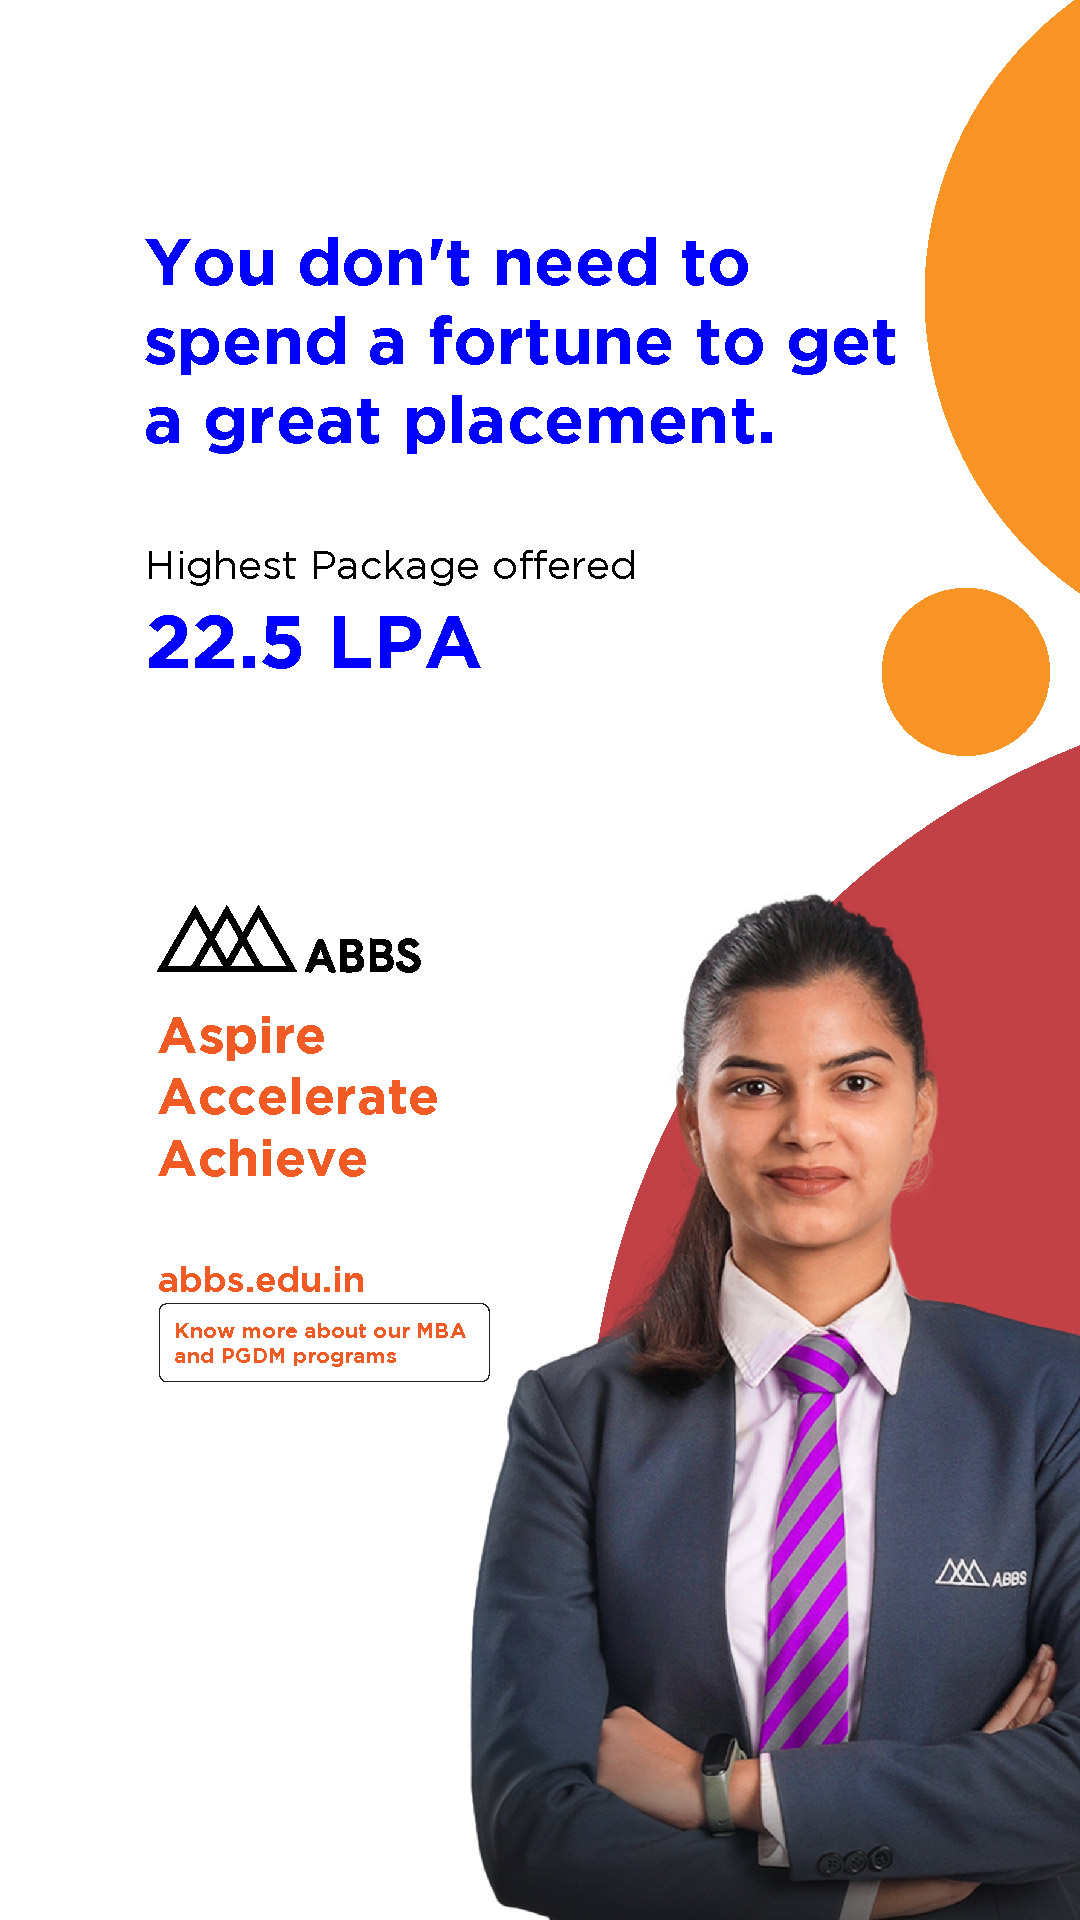 You don't need to
spend a fortune to get
a great placement.
Highest Package offered
22.5 LPA
ABBS
Aspire
Accelerate
Achieve
abbs.edu.in
Know more about our MBA
and PGDM programs
ABBS